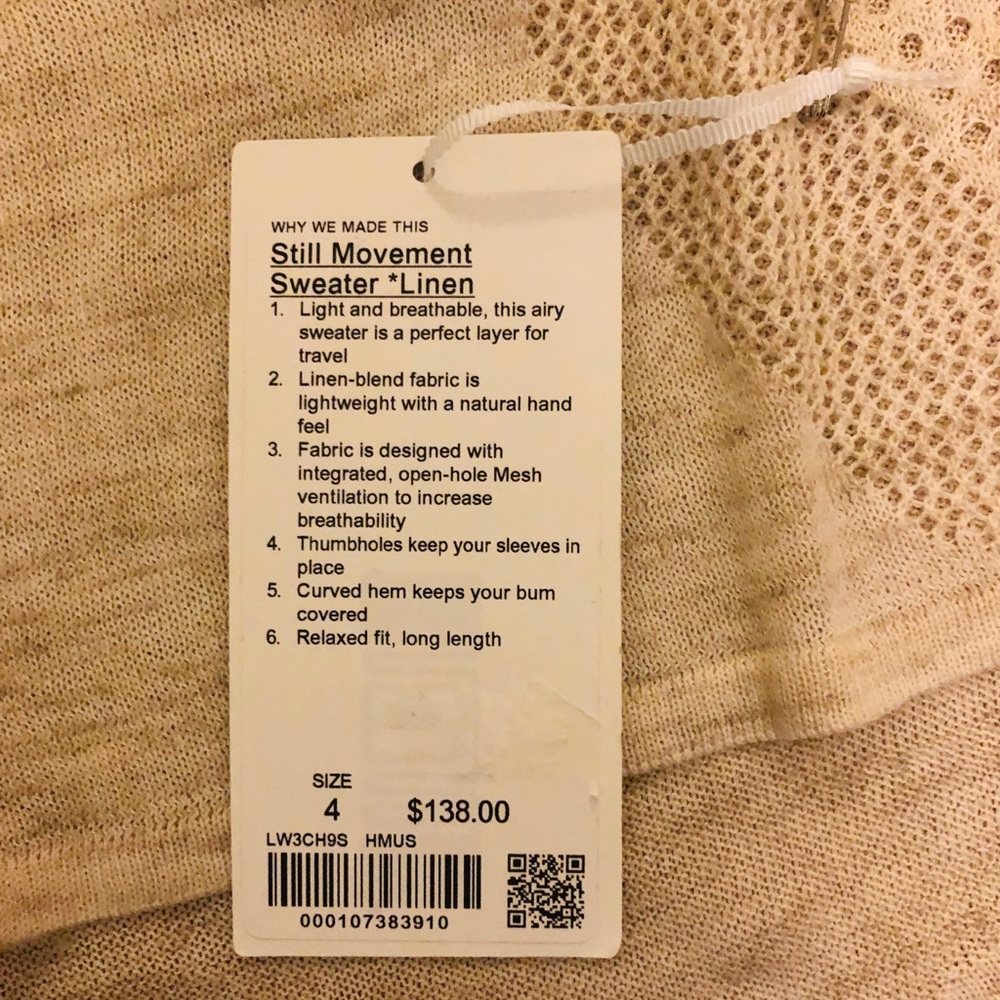 WHY WE MADE THIS
Still Movement
Sweater *Linen
1. Light and breathable, this airy
sweater is a perfect layer for
travel
2. Linen-blend fabric is
lightweight with a natural hand
feel
3. Fabric is designed with
integrated, open-hole Mesh
ventilation to increase
breathability
4. Thumbholes keep your sleeves in
place
5. Curved hem keeps your bum
covered
6. Relaxed fit, long length
SIZE
4 $138.00
LW3CH9S HMUS
000107383910